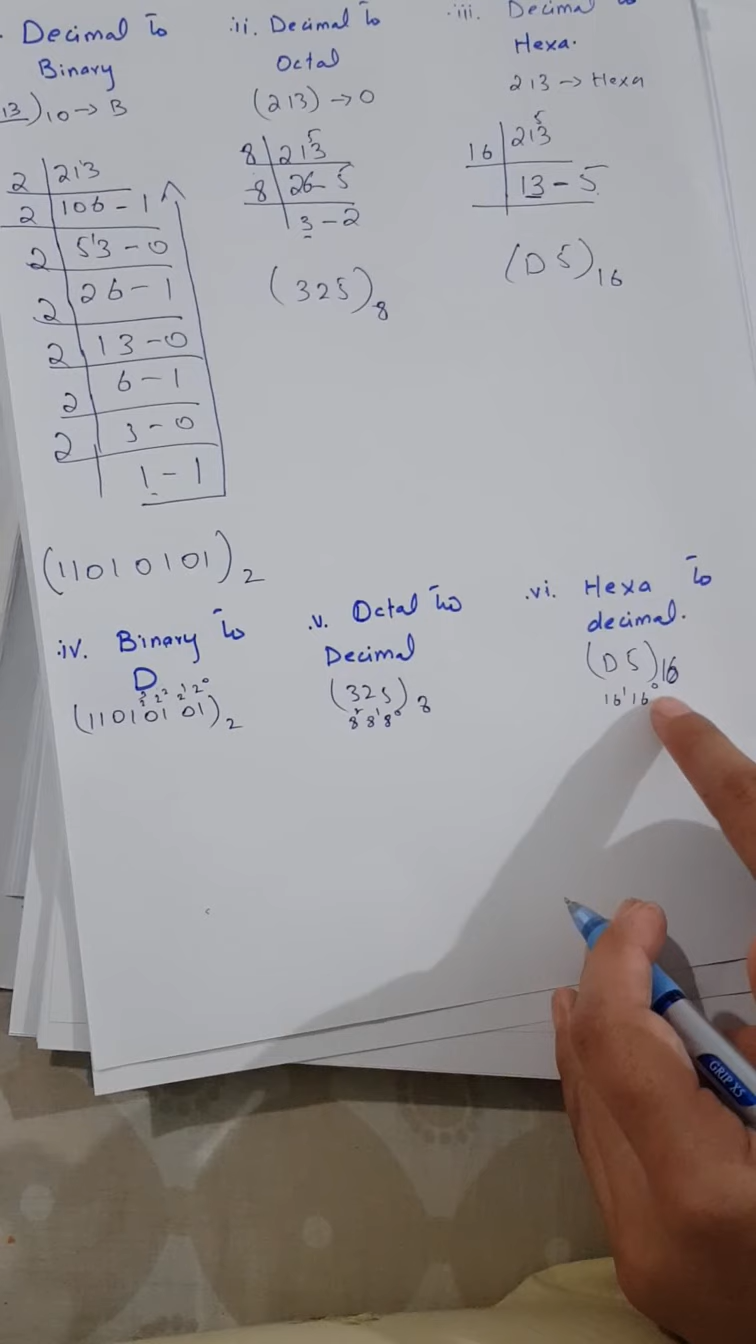 Decimal to
Binary
13)10 → B
2 | 213
2 | 106 - 1
2 | 53 - 0
2 | 26 - 1
2 | 13 - 0
2 | 6 - 1
2 | 3 - 0
1 - 1
(11010101)2
.ii. Decimal to
Octal
(213) → O
8 | 213
8 | 26 - 5
3 - 2
(325)8
.iii. Decimal to
Hexa.
213 → Hexa
16 | 213
13 - 5
(D5)16
.iv. Binary to
D
2² 2¹ 2⁰
(11010101)2
.v. Octal to
Decimal
(325)8
8² 8¹ 8⁰
.vi. Hexa to
decimal.
(D5)16
16¹ 16⁰
GRIP X5